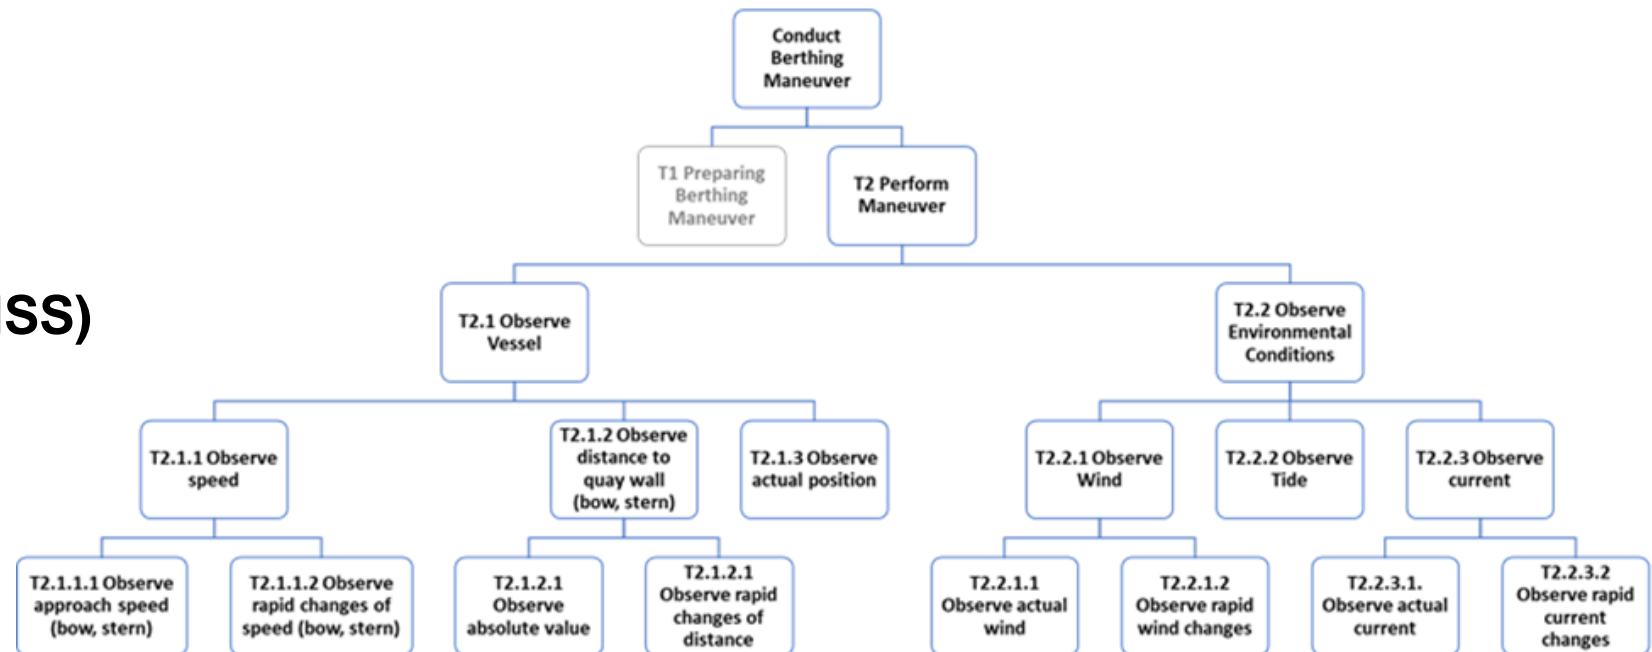 Conduct
Berthing
Maneuver
T1 Preparing
Berthing
Maneuver
T2 Perform
Maneuver
ISS)
T2.1 Observe
Vessel
T2.2 Observe
Environmental
Conditions
T2.1.1 Observe
speed
T2.1.2 Observe
distance to
quay wall
(bow, stern)
T2.1.3 Observe
actual position
T2.2.1 Observe
Wind
T2.2.2 Observe
Tide
T2.2.3 Observe
current
T2.1.1.1 Observe
approach speed
(bow, stern)
T2.1.1.2 Observe
rapid changes of
speed (bow, stern)
T2.1.2.1
Observe
absolute value
T2.1.2.1
Observe rapid
changes of
distance
T2.2.1.1
Observe actual
wind
T2.2.1.2
Observe rapid
wind changes
T2.2.3.1.
Observe actual
current
T2.2.3.2
Observe rapid
current
changes